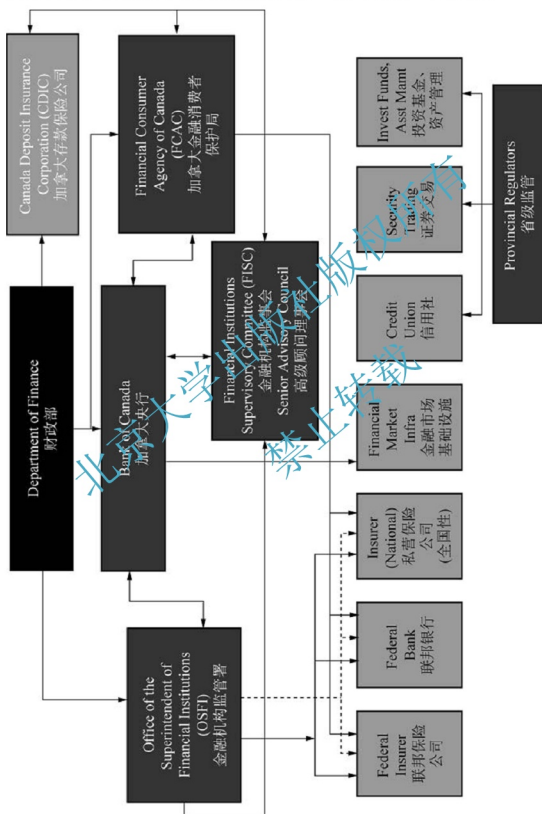 Department of Finance
财政部
Canada Deposit Insurance
Corporation (CDIC)
加拿大存款保险公司
Office of the
Superintendent of
Financial Institutions
(OSFI)
金融机构监管署
Bank of Canada
加拿大央行
Financial Consumer
Agency of Canada
(FCAC)
加拿大金融消费者
保护局
Financial Institutions
Supervisory Committee (FISC)
金融机构监事会
Senior Advisory Council
高级顾问理事会
Federal
Insurer
联邦保险
公司
Federal
Bank
联邦银行
Insurer
(National)
私营保险
公司
(全国性)
Financial
Market
Infra
金融市场
基础设施
Credit
Union
信用社
Security
Trading
证券交易
Invest Funds,
Asst Mamt
投资基金、
资产管理
Provincial Regulators
省级监管
北京大学出版社版权所有
禁止转载